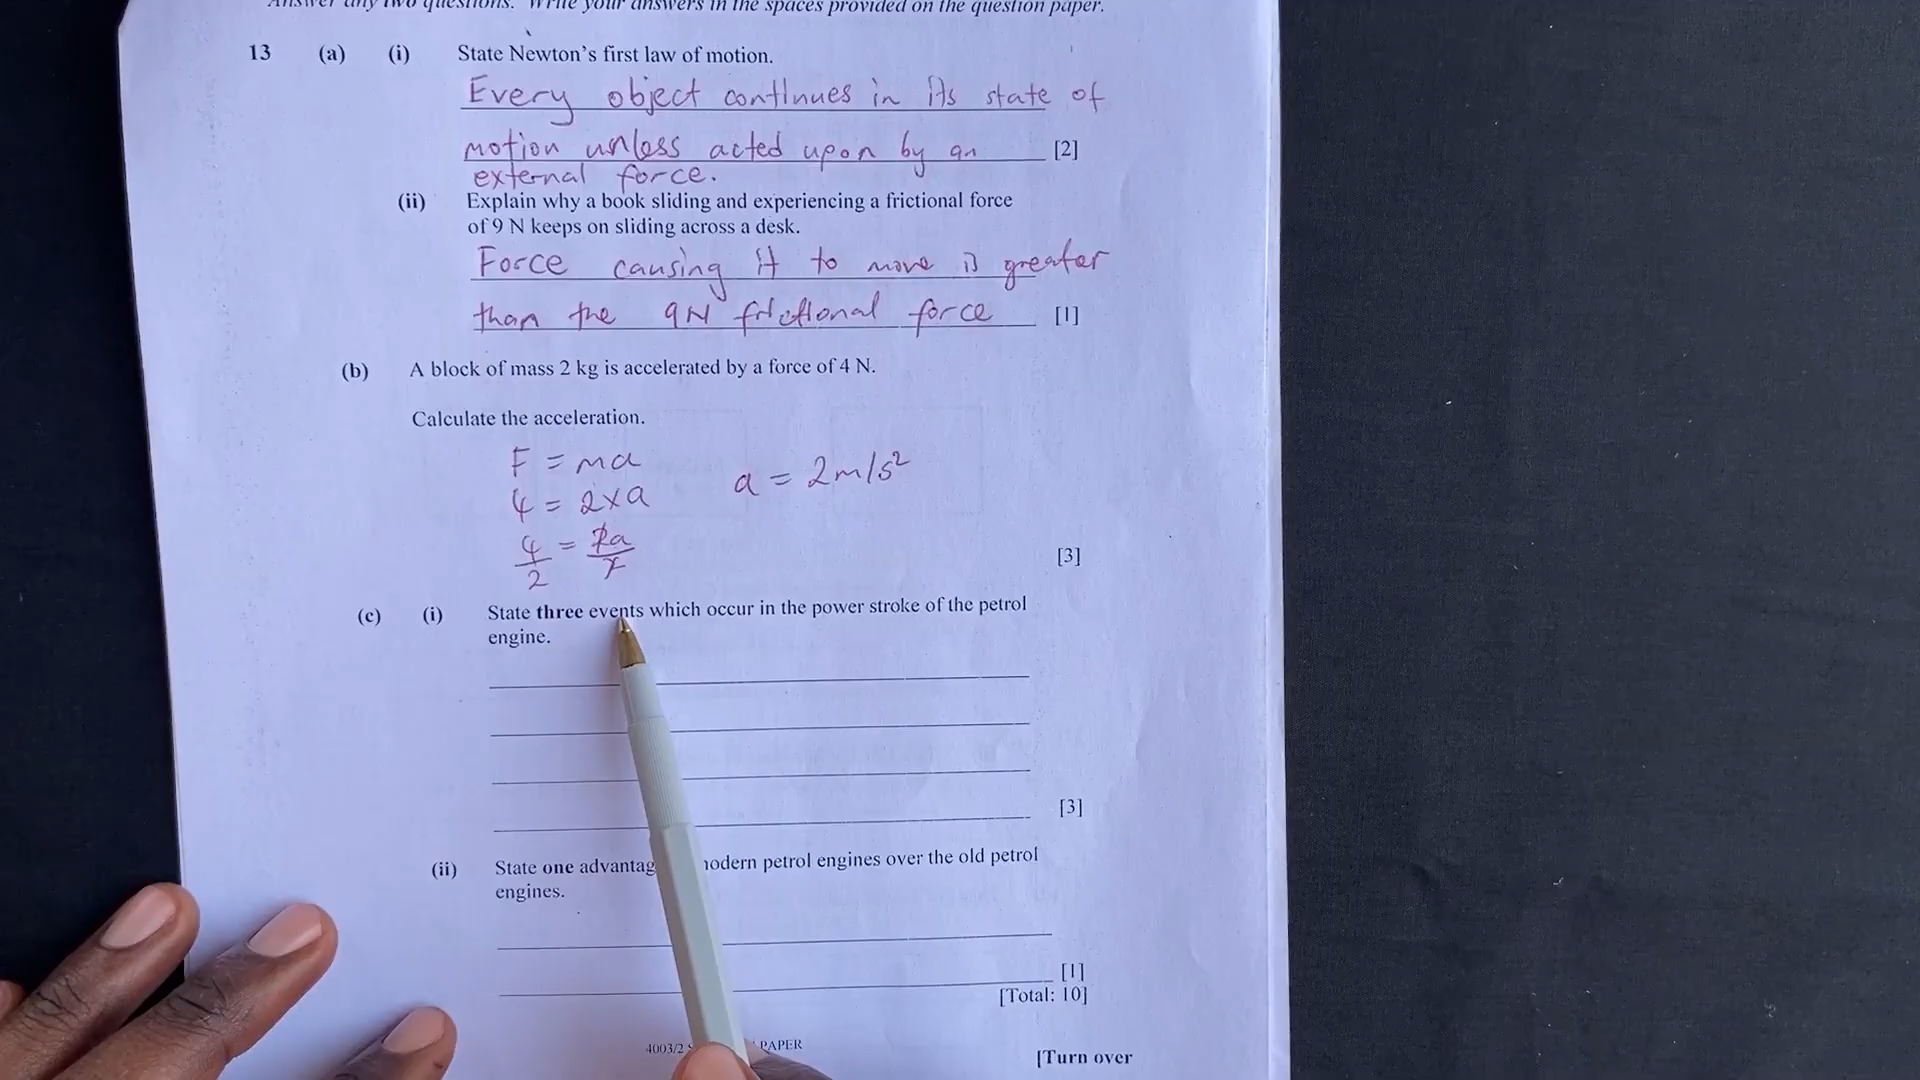 Answer any two questions. Write your answers in the spaces provided on the question paper.
13 (a) (i) State Newton's first law of motion.
Every object continues in its state of
motion unless acted upon by an [2]
external force.
(ii) Explain why a book sliding and experiencing a frictional force
of 9 N keeps on sliding across a desk.
Force causing it to move is greater
than the 9N frictional force [1]
(b) A block of mass 2 kg is accelerated by a force of 4 N.
Calculate the acceleration.
F = ma
4 = 2×a
a = 2m/s²
4/2 = 2a/2
[3]
(c) (i) State three events which occur in the power stroke of the petrol
engine.
[3]
(ii) State one advantag modern petrol engines over the old petrol
engines.
[1]
[Total: 10]
4003/2 PAPER
[Turn over